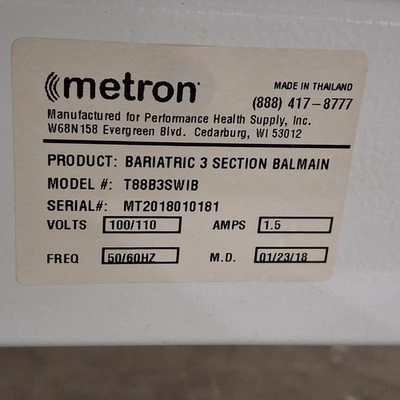 metron
MADE IN THAILAND
(888) 417-8777
Manufactured for Performance Health Supply, Inc.
W68N158 Evergreen Blvd. Cedarburg, WI 53012
PRODUCT: BARIATRIC 3 SECTION BALMAIN
MODEL #: T88B3SWIB
SERIAL#: MT2018010181
VOLTS 100/110 AMPS 1.5
FREQ 50/60HZ M.D. 01/23/18